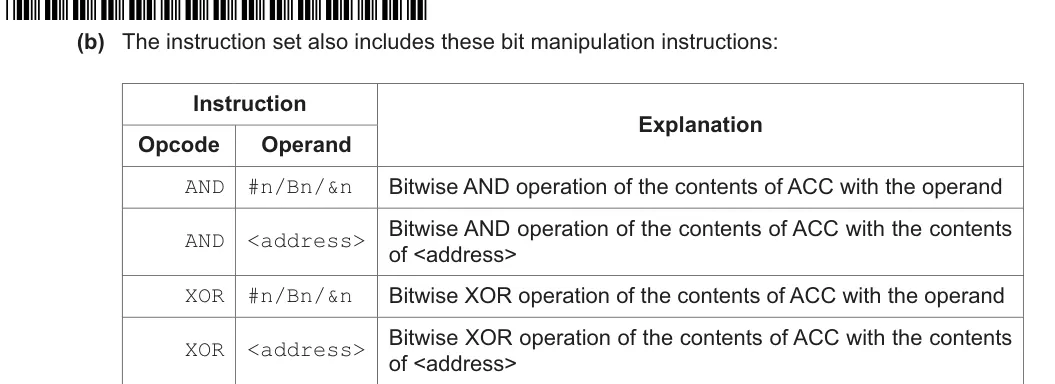 (b) The instruction set also includes these bit manipulation instructions:
Instruction
Explanation
Opcode Operand
AND #n/Bn/&n Bitwise AND operation of the contents of ACC with the operand
AND <address> Bitwise AND operation of the contents of ACC with the contents
of <address>
XOR #n/Bn/&n Bitwise XOR operation of the contents of ACC with the operand
XOR <address> Bitwise XOR operation of the contents of ACC with the contents
of <address>